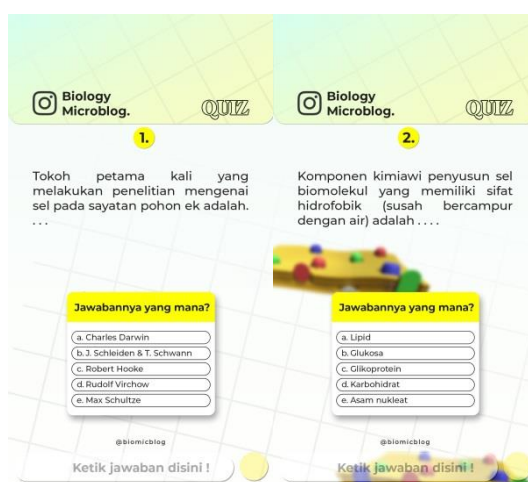 Biology
Microblog.
QUIZ
1.
Tokoh petama kali yang
melakukan penelitian mengenai
sel pada sayatan pohon ek adalah.
. . .
Jawabannya yang mana?
a. Charles Darwin
b. J. Schleiden & T. Schwann
c. Robert Hooke
d. Rudolf Virchow
e. Max Schultze
@biomicblog
Ketik jawaban disini !
Biology
Microblog.
QUIZ
2.
Komponen kimiawi penyusun sel
biomolekul yang memiliki sifat
hidrofobik (susah bercampur
dengan air) adalah . . . .
Jawabannya yang mana?
a. Lipid
b. Glukosa
c. Glikoprotein
d. Karbohidrat
e. Asam nukleat
@biomicblog
Ketik jawaban disini !